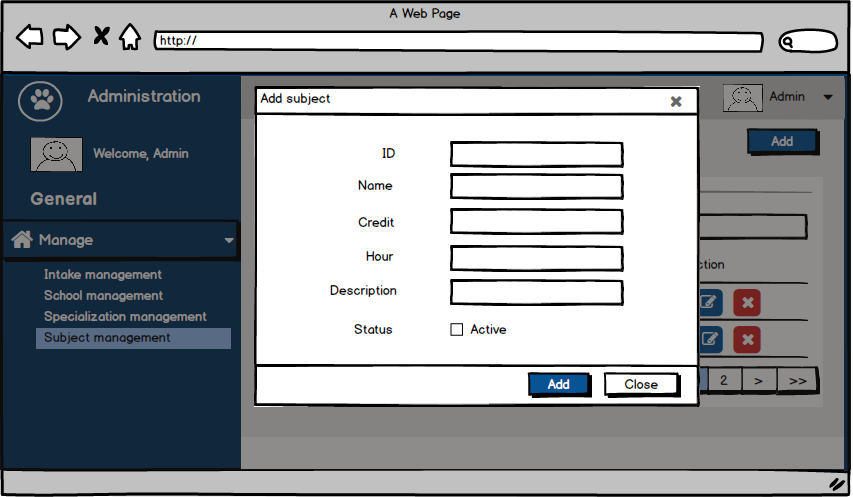 A Web Page
http://
Administration
Admin
Welcome, Admin
General
Manage
Intake management
School management
Specialization management
Subject management
Add
Add subject
ID
Name
Credit
Hour
Description
Status
Active
Add
Close
2
>
>>